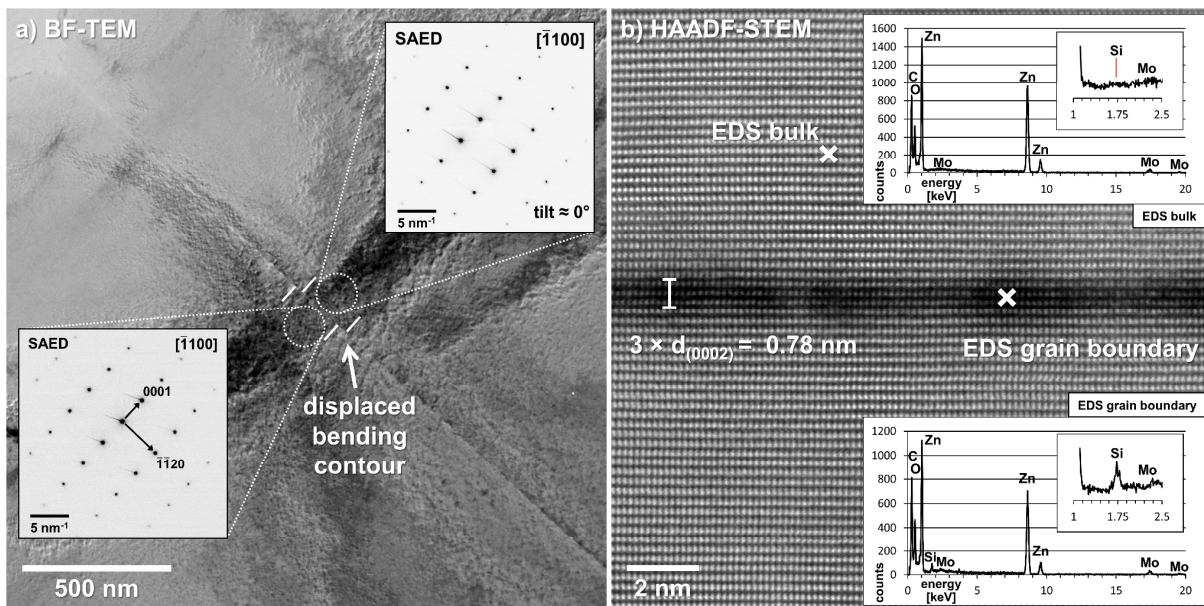 a) BF-TEM
SAED [1̄100]
5 nm⁻¹
tilt ≈ 0°
SAED [1̄100]
0001
1̄1̄20
5 nm⁻¹
displaced
bending
contour
500 nm
b) HAADF-STEM
EDS bulk
3 × d(0002) = 0.78 nm
EDS grain boundary
2 nm
1600
1400
1200
1000
800
600
400
200
0
counts
C
O
Zn
Mo
Zn
Zn
Mo
Mo
0 5 10 15 20
energy
[keV]
Si
Mo
1 1.75 2.5
EDS bulk
EDS grain boundary
1200
1000
800
600
400
200
0
counts
C
O
Zn
Si
Mo
Zn
Zn
Mo
Mo
0 5 10 15 20
energy
[keV]
Si
Mo
1 1.75 2.5